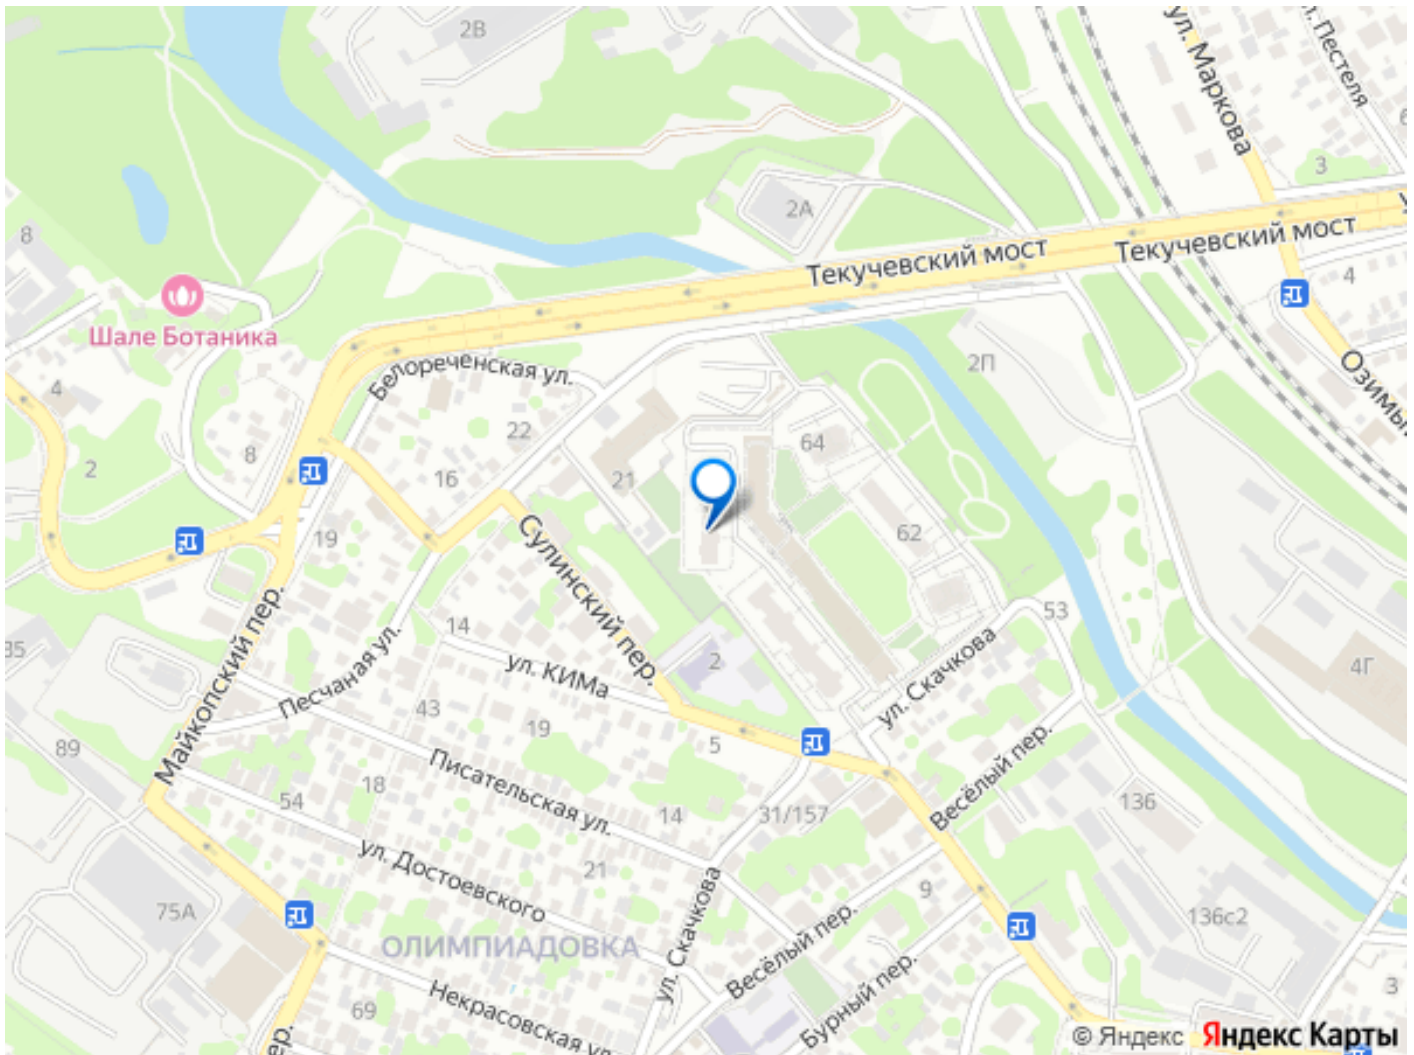 2В
ул. Маркова
л. Пестеля
6
3
2А
8
Текучевский мост
Текучевский мост
У
4
Шале Ботаника
2П
Белореченская ул.
Озимый
4
22
64
8
2
16
21
62
19
Сулинский пер.
53
14
35
2
4Г
Майкопский пер.
Песчаная ул.
ул. КИМа
ул. Скачкова
43
19
5
89
Писательская ул.
Весёлый пер.
18
54
14
31/157
136
ул. Достоевского
21
9
75А
ул. Скачкова
Весёлый пер.
136с2
ОЛИМПИАДОВКА
Бурный пер.
Некрасовская ул.
69
3
ер.
© Яндекс Яндекс Карты